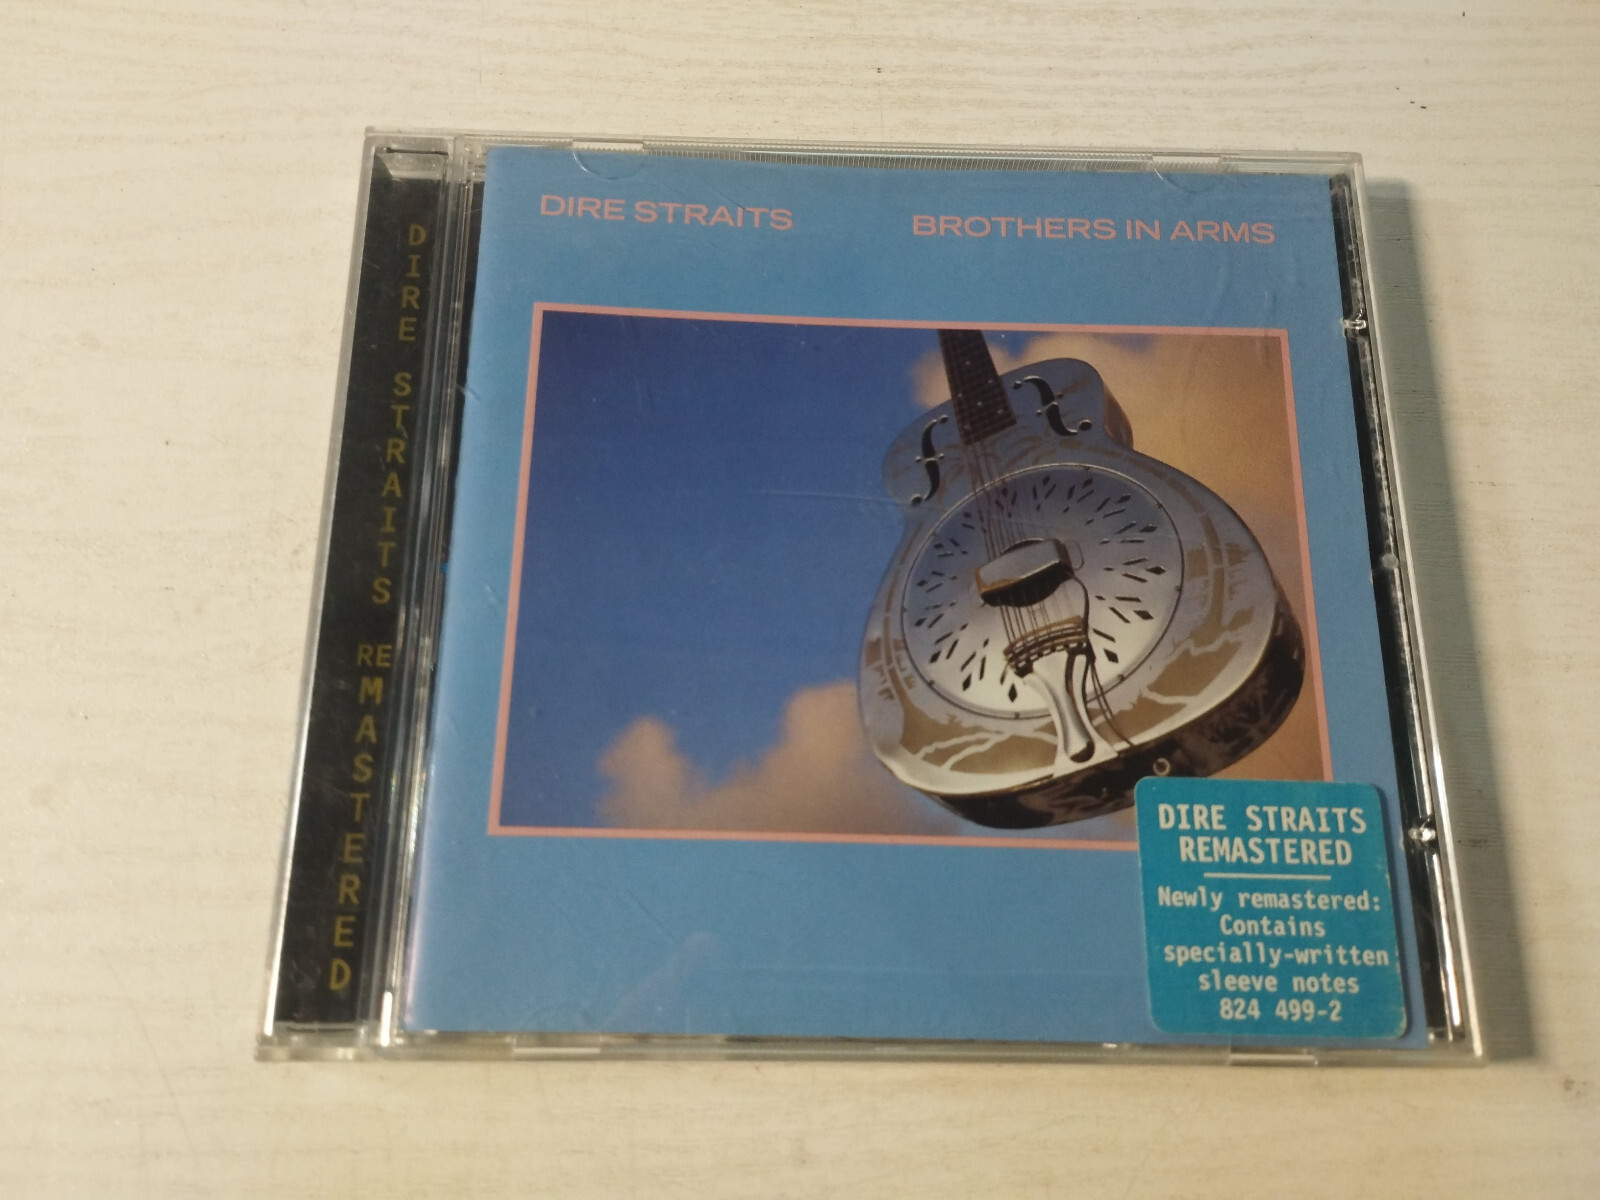 DIRE STRAITS REMASTERED
DIRE STRAITS BROTHERS IN ARMS
DIRE STRAITS
REMASTERED
Newly remastered:
Contains
specially-written
sleeve notes
824 499-2